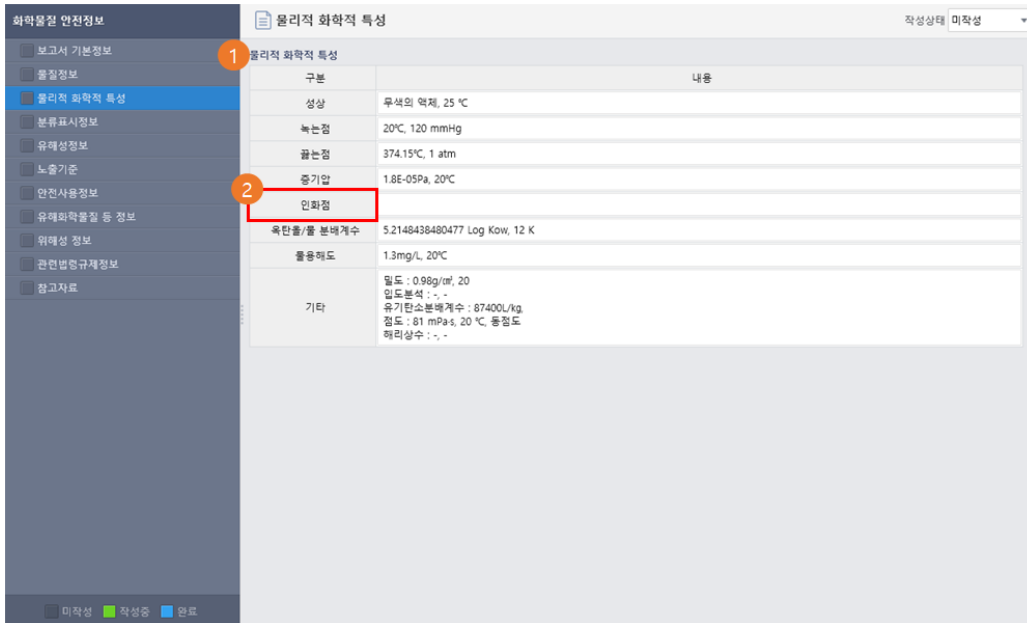 화학물질 안전정보
보고서 기본정보
물질정보
물리적 화학적 특성
분류표시정보
유해성정보
노출기준
안전사용정보
유해화학물질 등 정보
위해성 정보
관련법령규제정보
참고자료
미작성 작성중 완료
물리적 화학적 특성
작성상태 미작성
1 물리적 화학적 특성
구분 내용
성상 무색의 액체, 25 ℃
녹는점 20℃, 120 mmHg
끓는점 374.15℃, 1 atm
증기압 1.8E-05Pa, 20℃
2
인화점
옥탄올/물 분배계수 5.2148438480477 Log Kow, 12 K
물용해도 1.3mg/L, 20℃
기타
밀도 : 0.98g/㎤, 20
입도분석 : -, -
유기탄소분배계수 : 87400L/kg,
점도 : 81 mPa·s, 20 ℃, 동점도
해리상수 : -, -